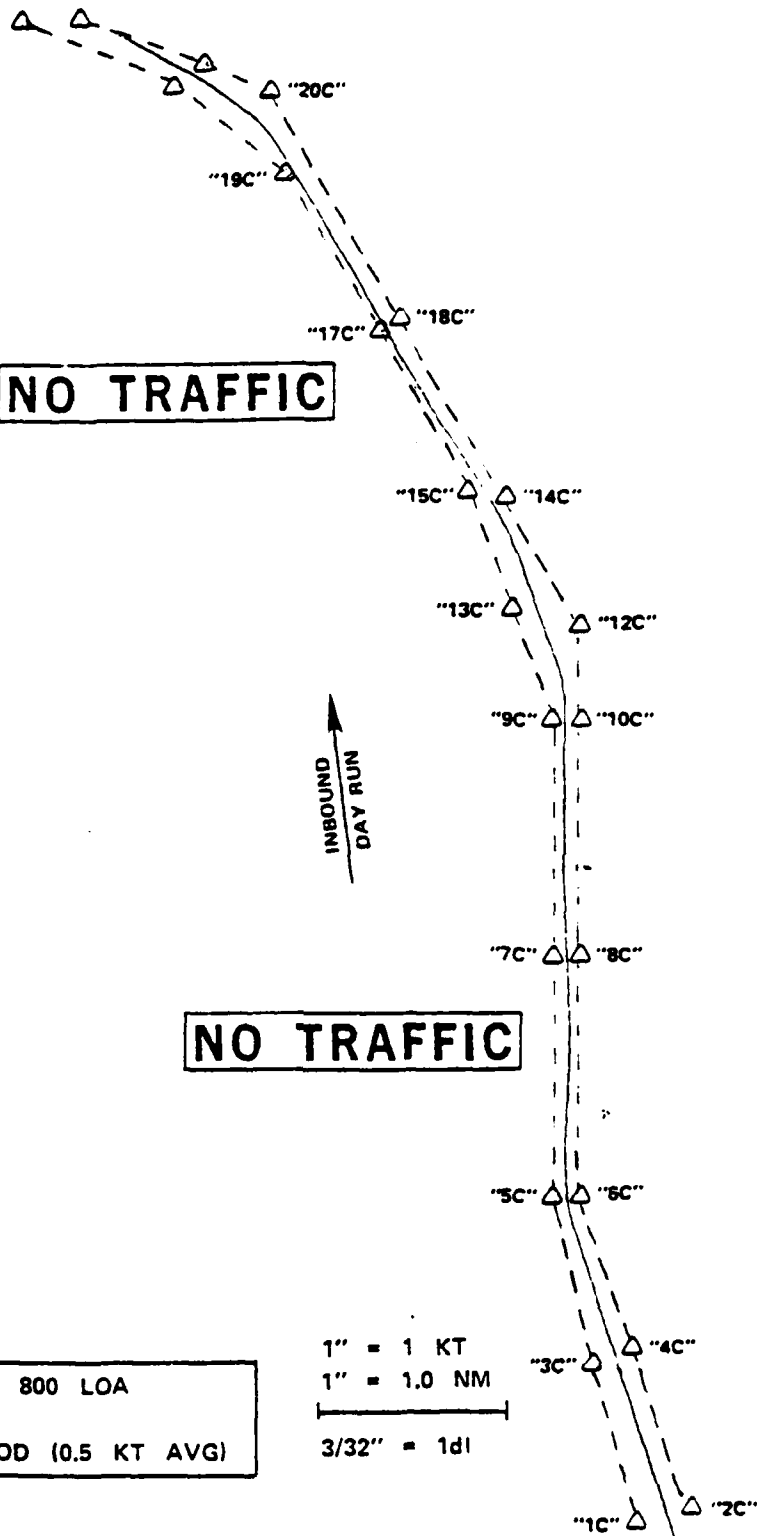 "20C"
"19C"
"18C"
"17C"
NO TRAFFIC
"15C" "14C"
"13C" "12C"
"9C" "10C"
INBOUND
DAY RUN
"7C" "8C"
NO TRAFFIC
"5C" "6C"
1" = 1 KT
1" = 1.0 NM
3/32" = 1dl
"3C" "4C"
800 LOA
OD (0.5 KT AVG)
"1C" "2C"